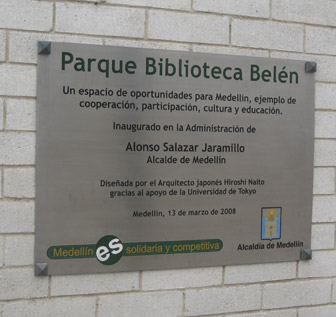 Parque Biblioteca Belén
Un espacio de oportunidades para Medellín, ejemplo de
cooperación, participación, cultura y educación.
Inaugurado en la Administración de
Alonso Salazar Jaramillo
Alcalde de Medellín
Diseñada por el Arquitecto japonés Hiroshi Naito
gracias al apoyo de la Universidad de Tokyo
Medellín, 13 de marzo de 2008
Medellín es solidaria y competitiva
Alcaldía de Medellín